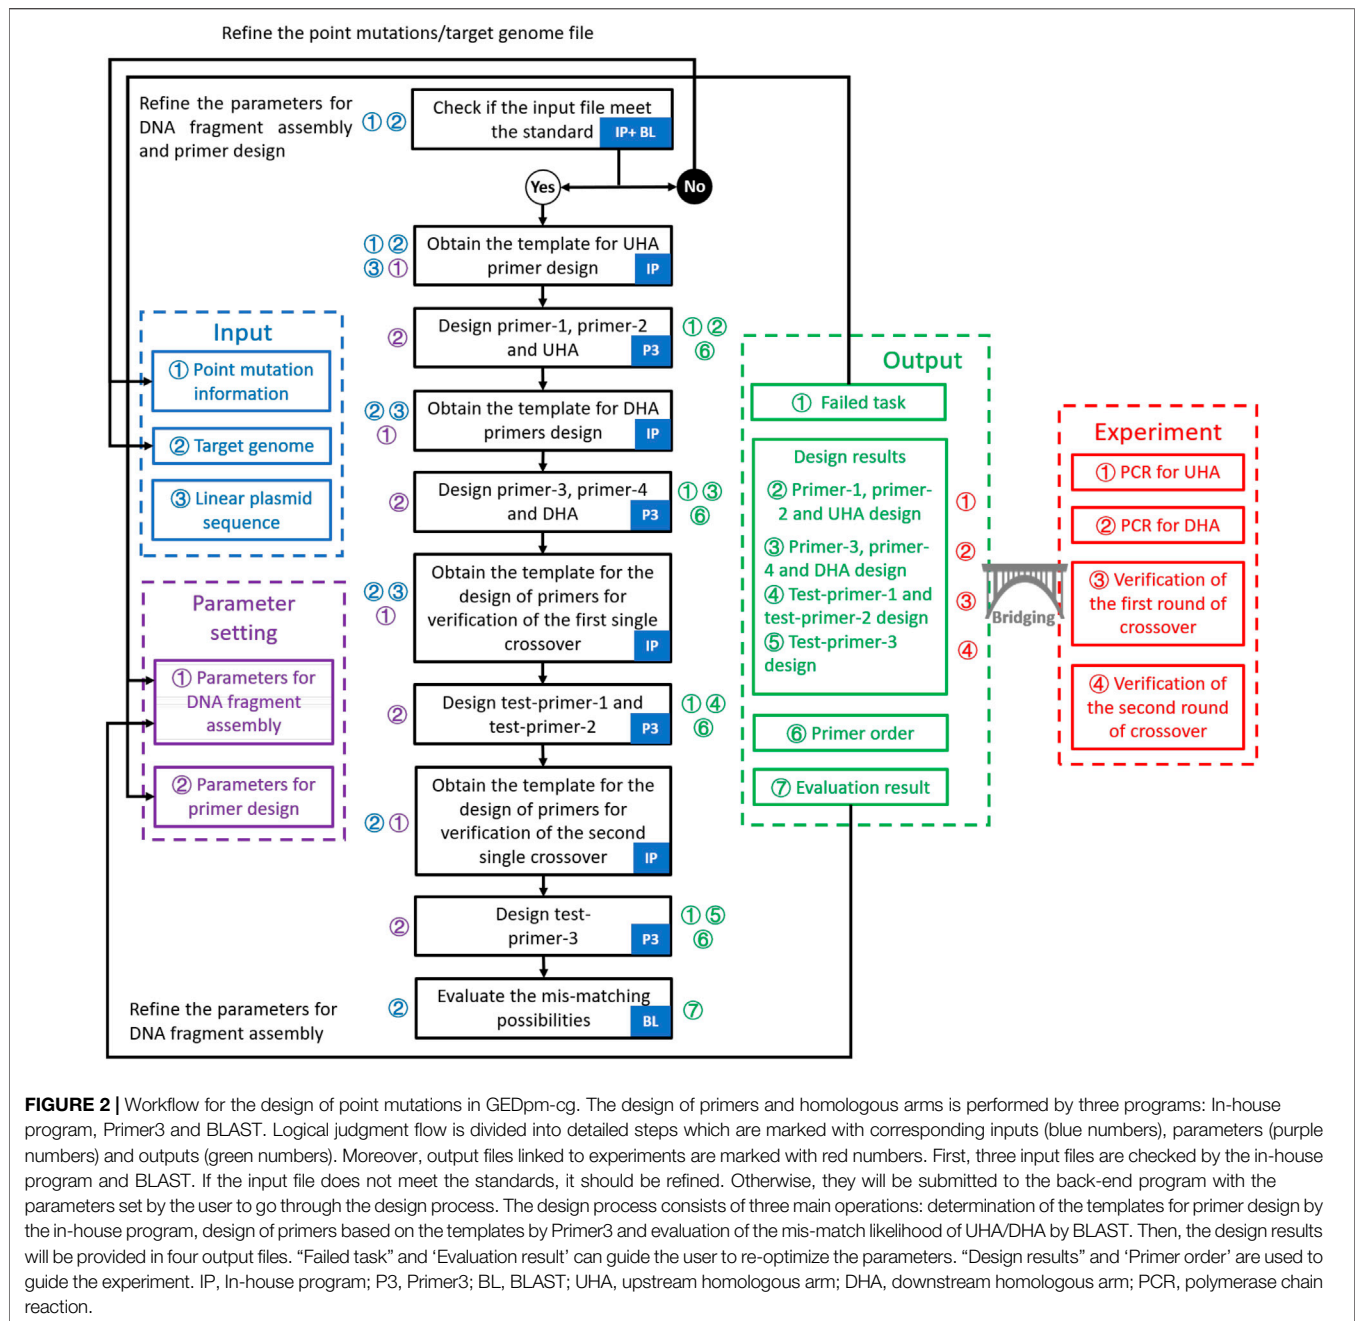 Refine the point mutations/target genome file
Refine the parameters for
DNA fragment assembly
and primer design
① ②
Check if the input file meet
the standard
IP+ BL
Yes
No
① ②
③ ①
Obtain the template for UHA
primer design
IP
②
Design primer-1, primer-2
and UHA
P3
① ②
⑥
② ③
①
Obtain the template for DHA
primers design
IP
②
Design primer-3, primer-4
and DHA
P3
① ③
⑥
② ③
①
Obtain the template for the
design of primers for
verification of the first single
crossover
IP
②
Design test-primer-1 and
test-primer-2
P3
① ④
⑥
② ①
Obtain the template for the
design of primers for
verification of the second
single crossover
IP
②
Design test-
primer-3
P3
① ⑤
⑥
②
Evaluate the mis-matching
possibilities
BL
⑦
Refine the parameters for
DNA fragment assembly
Input
① Point mutation
information
② Target genome
③ Linear plasmid
sequence
Parameter
setting
① Parameters for
DNA fragment
assembly
② Parameters for
primer design
Output
① Failed task
Design results
② Primer-1, primer-
2 and UHA design
③ Primer-3, primer-
4 and DHA design
④ Test-primer-1 and
test-primer-2 design
⑤ Test-primer-3
design
⑥ Primer order
⑦ Evaluation result
①
②
③
④
Bridging
Experiment
① PCR for UHA
② PCR for DHA
③ Verification of
the first round of
crossover
④ Verification of
the second round
of crossover
FIGURE 2 | Workflow for the design of point mutations in GEDpm-cg. The design of primers and homologous arms is performed by three programs: In-house
program, Primer3 and BLAST. Logical judgment flow is divided into detailed steps which are marked with corresponding inputs (blue numbers), parameters (purple
numbers) and outputs (green numbers). Moreover, output files linked to experiments are marked with red numbers. First, three input files are checked by the in-house
program and BLAST. If the input file does not meet the standards, it should be refined. Otherwise, they will be submitted to the back-end program with the
parameters set by the user to go through the design process. The design process consists of three main operations: determination of the templates for primer design by
the in-house program, design of primers based on the templates by Primer3 and evaluation of the mis-match likelihood of UHA/DHA by BLAST. Then, the design results
will be provided in four output files. “Failed task” and ‘Evaluation result’ can guide the user to re-optimize the parameters. “Design results” and ‘Primer order’ are used to
guide the experiment. IP, In-house program; P3, Primer3; BL, BLAST; UHA, upstream homologous arm; DHA, downstream homologous arm; PCR, polymerase chain
reaction.